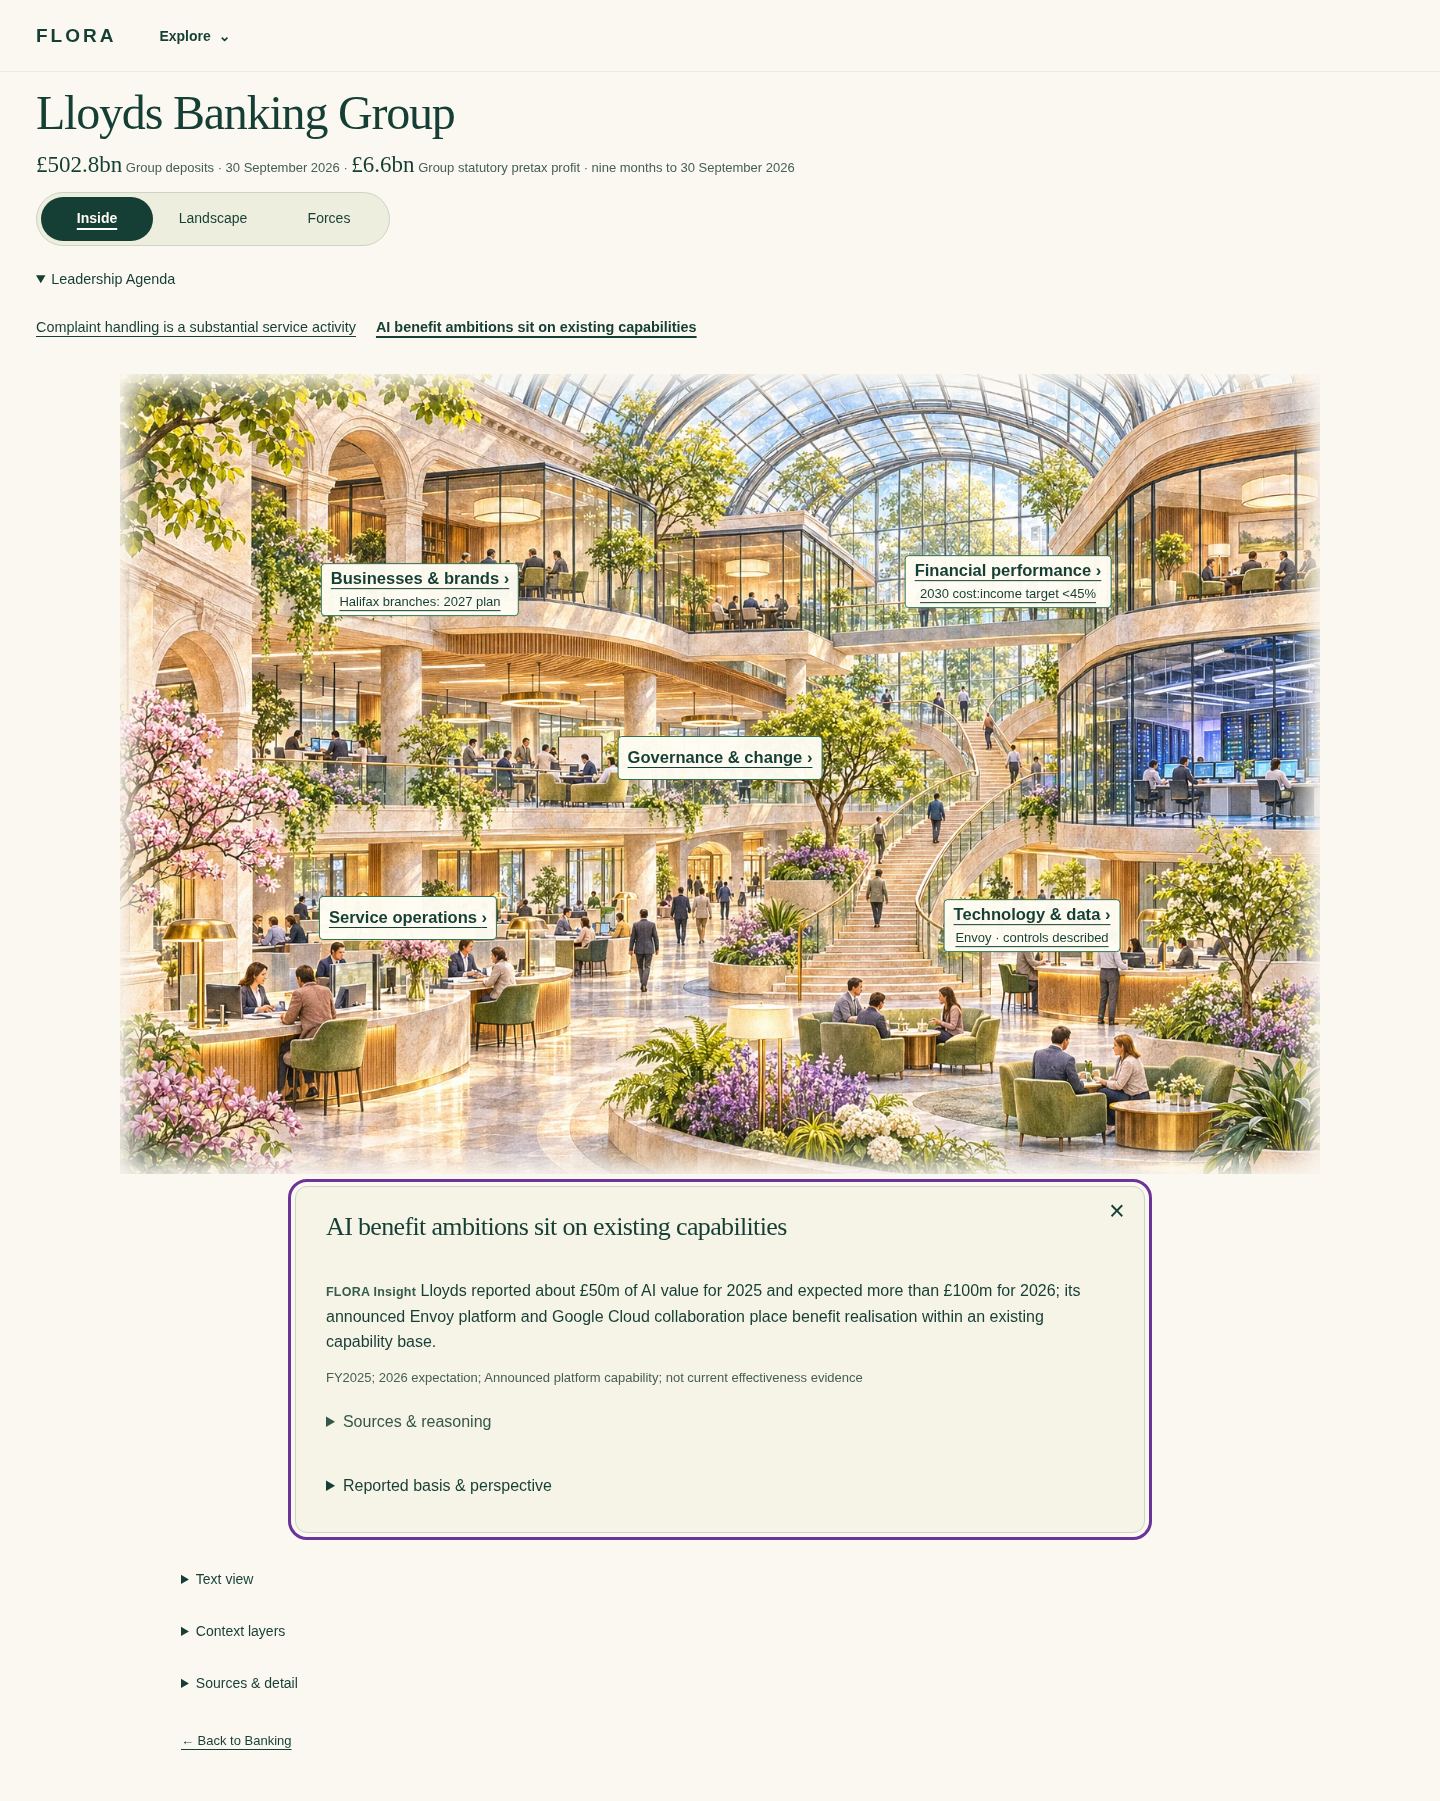 FLORA Explore ⌄
Lloyds Banking Group
£502.8bn Group deposits · 30 September 2026 · £6.6bn Group statutory pretax profit · nine months to 30 September 2026
Inside Landscape Forces
▼ Leadership Agenda
Complaint handling is a substantial service activity AI benefit ambitions sit on existing capabilities
Financial performance ›
Businesses & brands ›
2030 cost:income target <45%
Halifax branches: 2027 plan
Governance & change ›
Service operations ›
Technology & data ›
Envoy · controls described
✕
AI benefit ambitions sit on existing capabilities
FLORA Insight Lloyds reported about £50m of AI value for 2025 and expected more than £100m for 2026; its
announced Envoy platform and Google Cloud collaboration place benefit realisation within an existing
capability base.
FY2025; 2026 expectation; Announced platform capability; not current effectiveness evidence
▶ Sources & reasoning
▶ Reported basis & perspective
▶ Text view
▶ Context layers
▶ Sources & detail
← Back to Banking